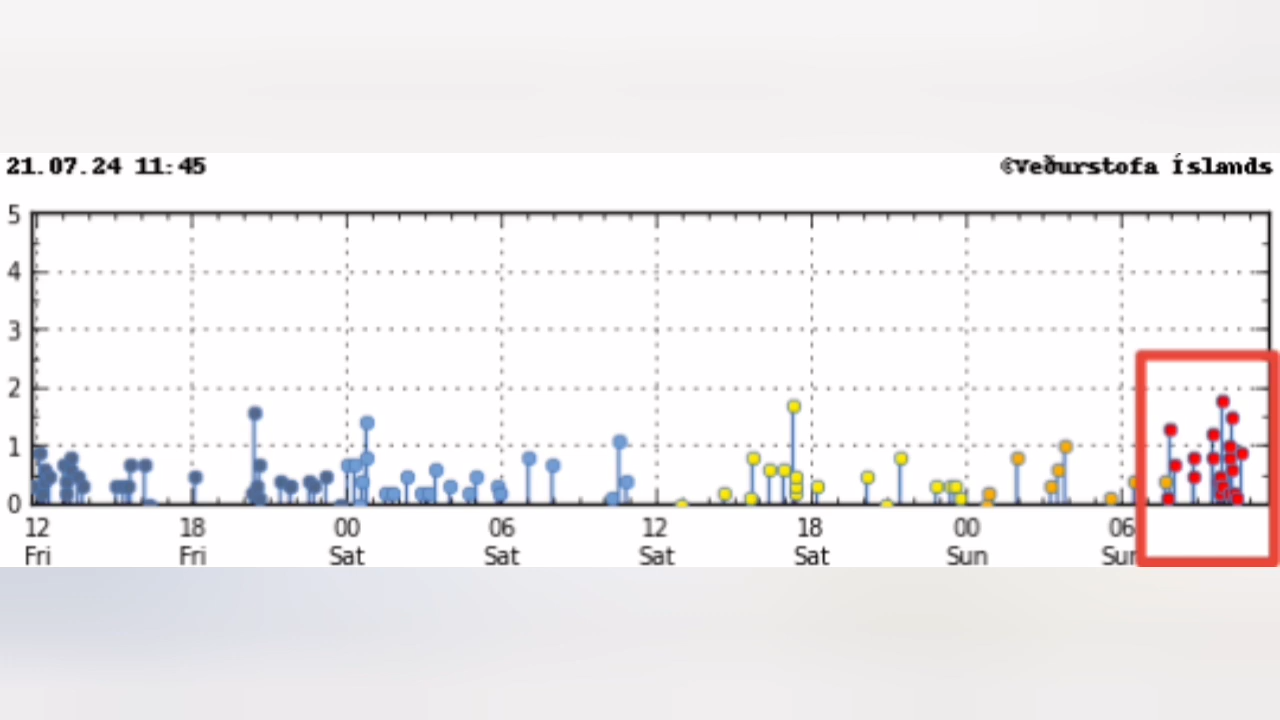 21.07.24 11:45
©Veðurstofa Íslands
5
4
3
2
1
0
12 18 00 06 12 18 00 06
Fri Fri Sat Sat Sat Sat Sun Sun